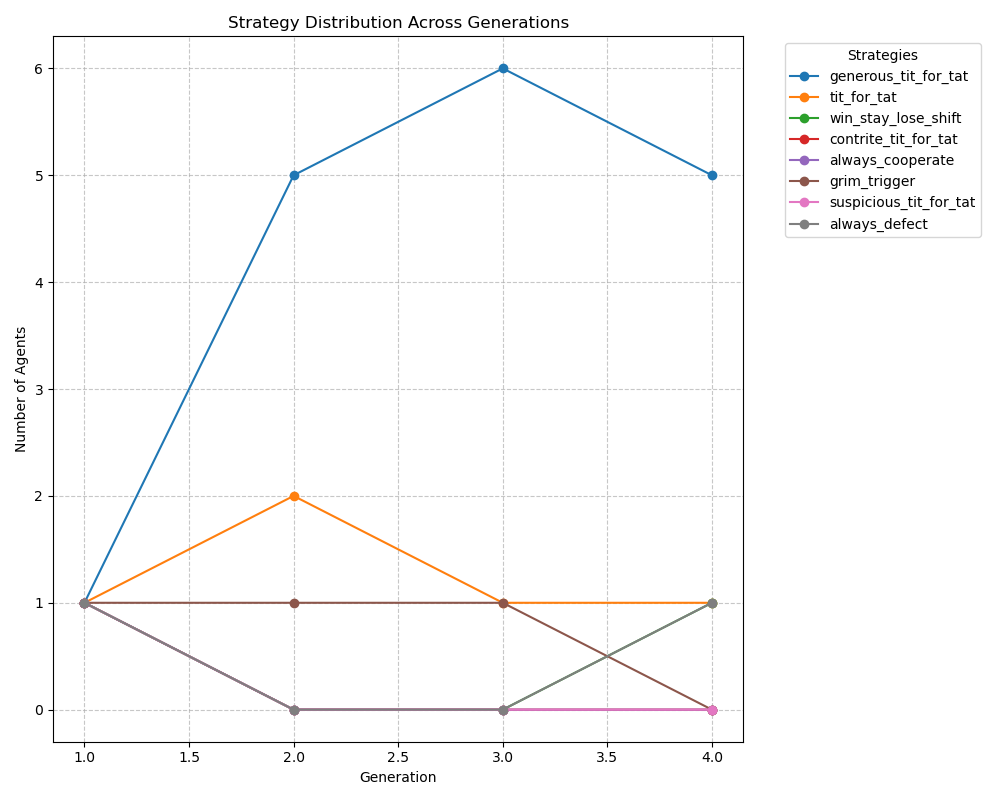 Strategy Distribution Across Generations
Number of Agents
6
5
4
3
2
1
0
1.0 1.5 2.0 2.5 3.0 3.5 4.0
Generation
Strategies
generous_tit_for_tat
tit_for_tat
win_stay_lose_shift
contrite_tit_for_tat
always_cooperate
grim_trigger
suspicious_tit_for_tat
always_defect